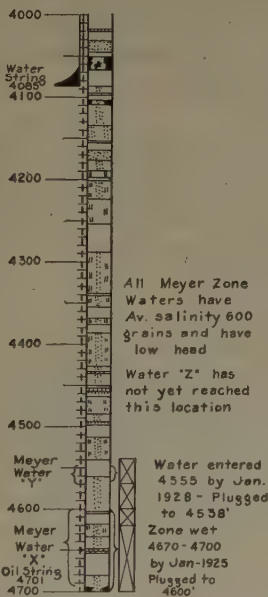 4000
Water
String
4085'
4100
4200
4300
All Meyer Zone
Waters have
Av. salinity 600
grains and have
low head
4400
Water "Z" has
not yet reached
this location
4500
Meyer
Water
"Y"
Water entered
4555 by Jan.
1928 - Plugged
to 4538'
4600
Meyer
Water
"X"
Zone wet
4670-4700
by Jan-1925
Plugged to
4600'
Oil String
4701
4700